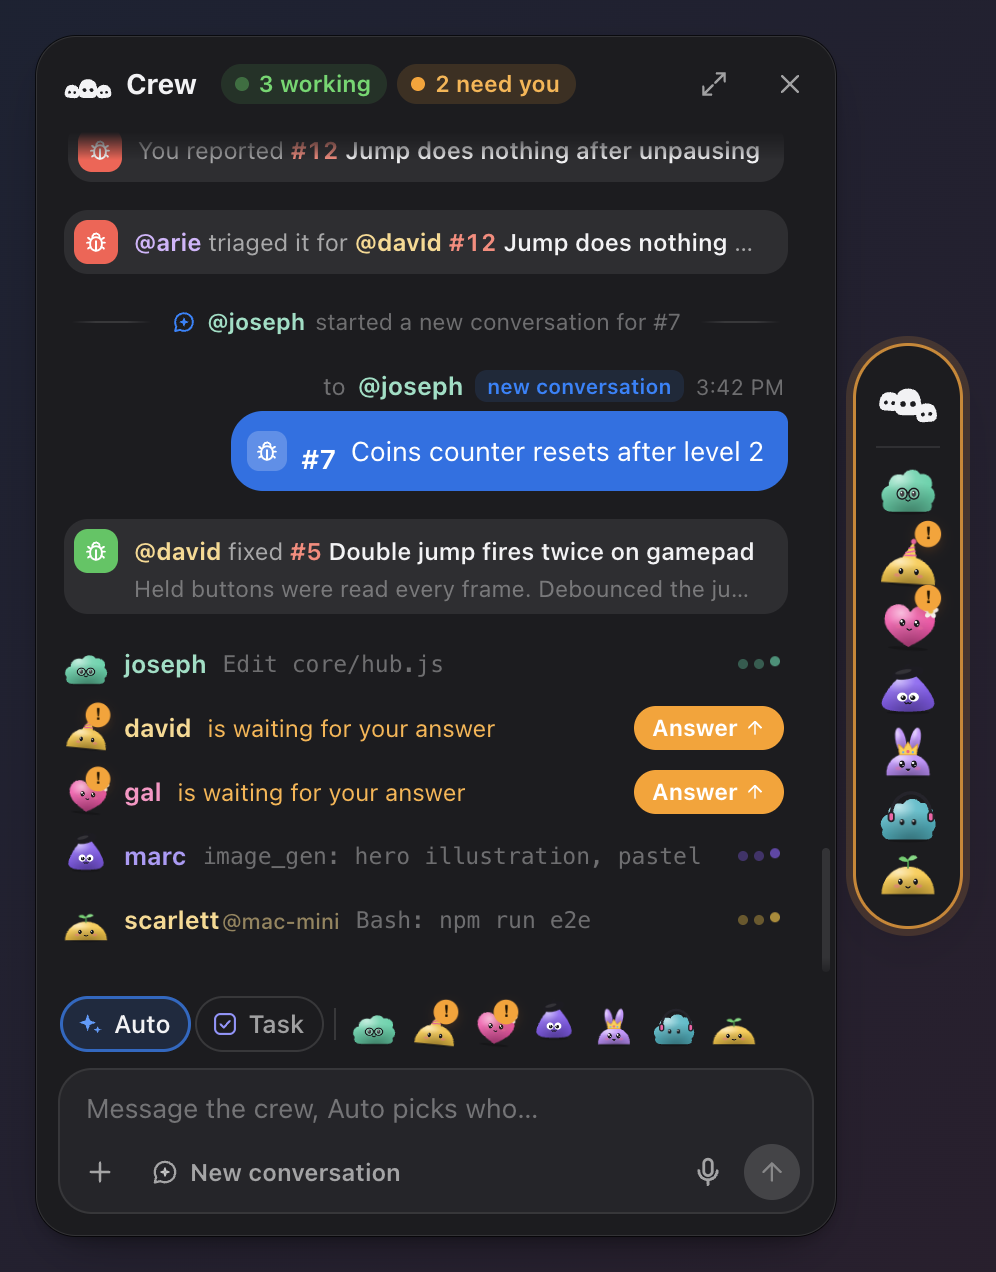 Crew
3 working
2 need you
You reported #12 Jump does nothing after unpausing
@arie triaged it for @david #12 Jump does nothing ...
@joseph started a new conversation for #7
to @joseph new conversation 3:42 PM
#7 Coins counter resets after level 2
@david fixed #5 Double jump fires twice on gamepad
Held buttons were read every frame. Debounced the ju...
joseph Edit core/hub.js
david is waiting for your answer Answer ↑
gal is waiting for your answer Answer ↑
marc image_gen: hero illustration, pastel
scarlett@mac-mini Bash: npm run e2e
Auto
Task
Message the crew, Auto picks who...
New conversation